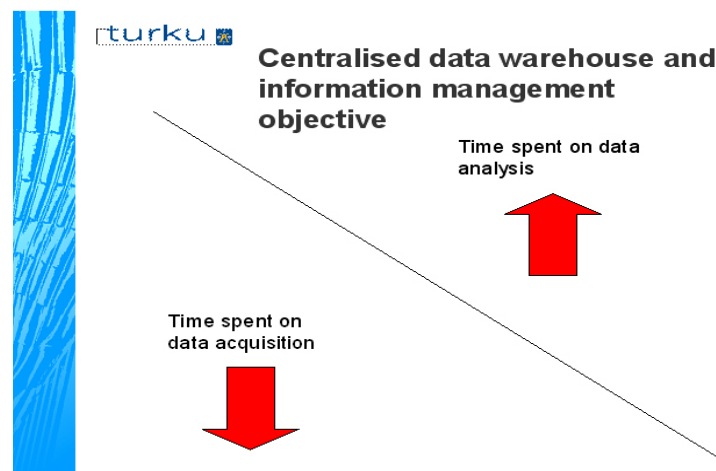 turku
Centralised data warehouse and
information management
objective
Time spent on data
analysis
Time spent on
data acquisition